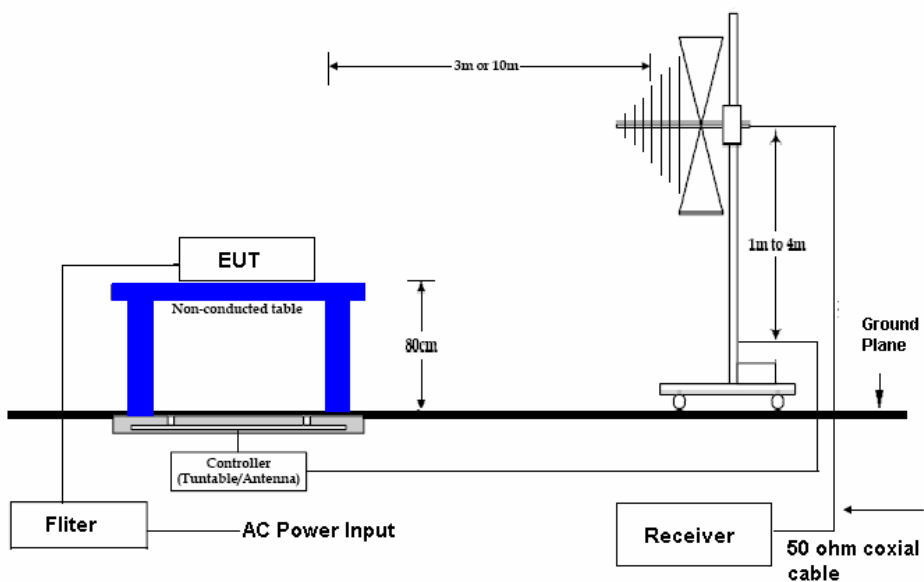 3m or 10m
EUT
Non-conducted table
1m to 4m
80cm
Ground
Plane
Controller
(Tuntable/Antenna)
Fliter
AC Power Input
Receiver
50 ohm coxial
cable